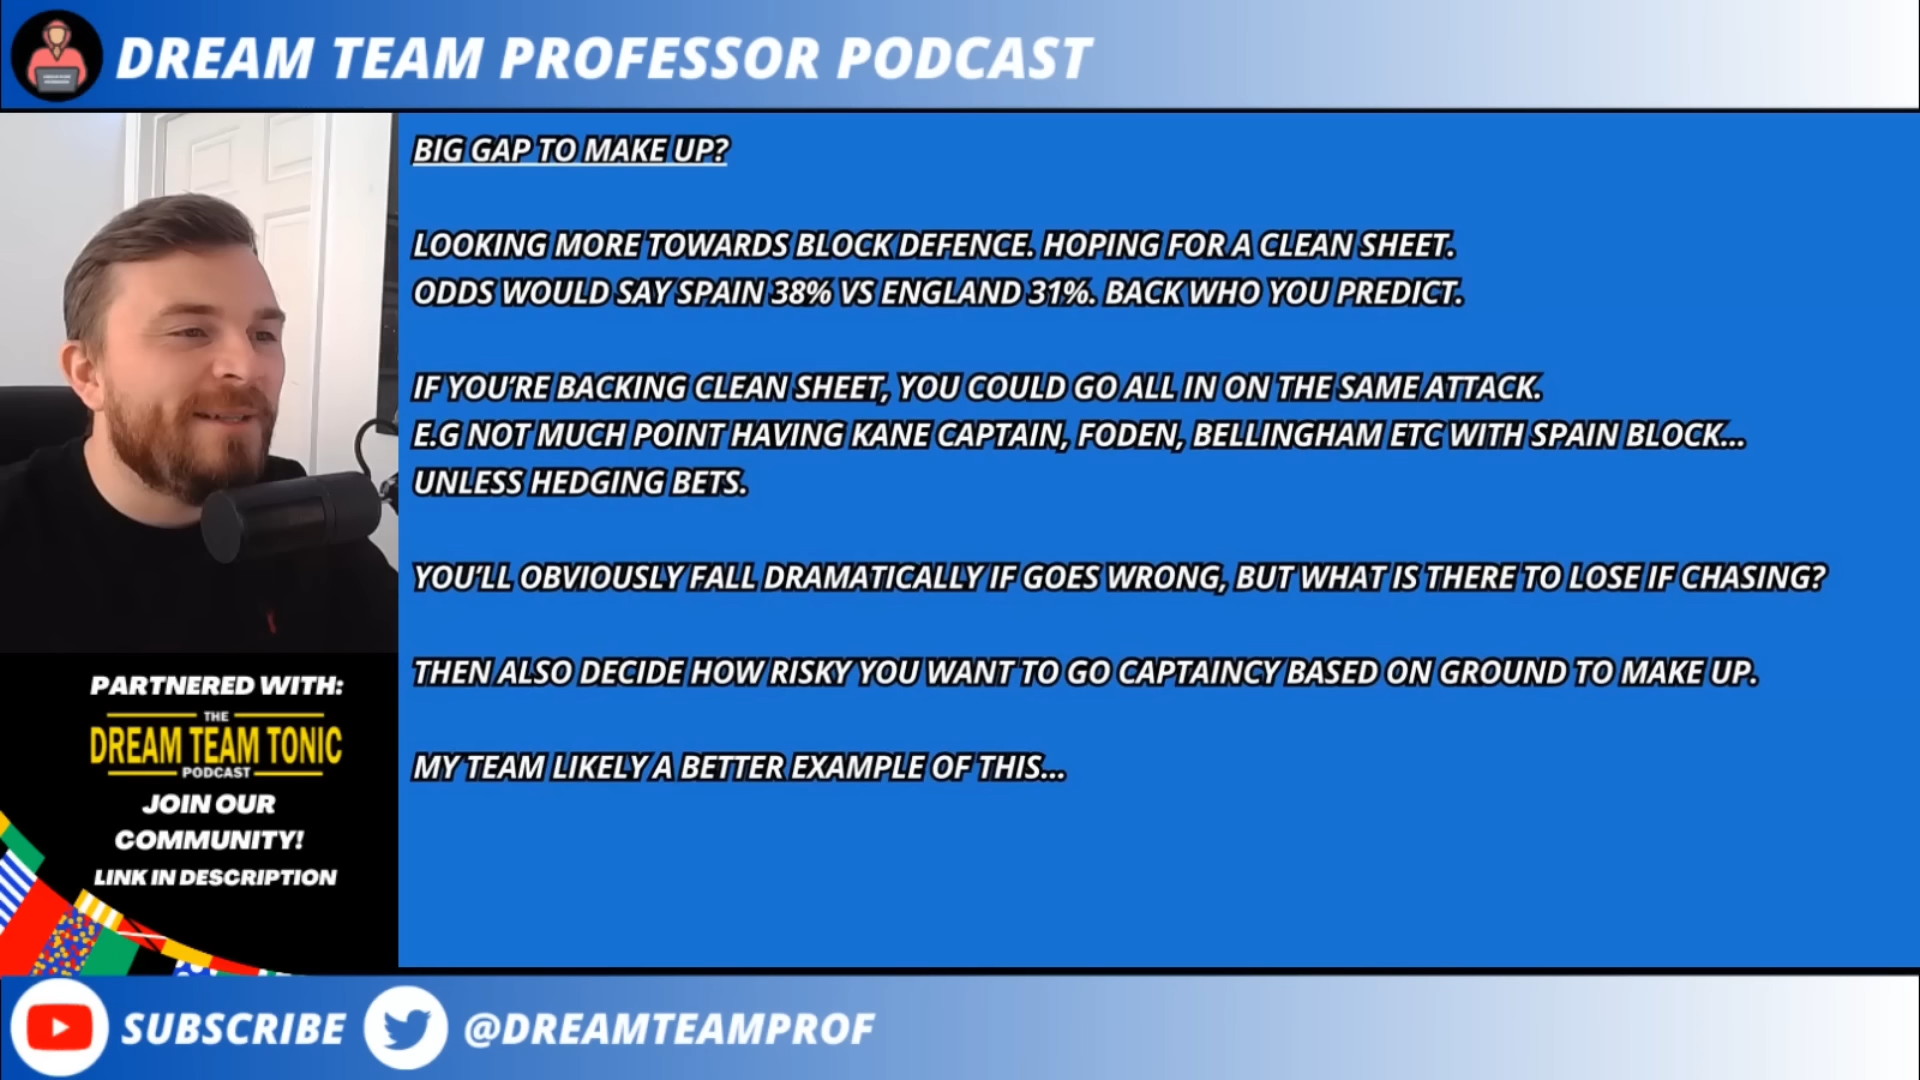 DREAM TEAM PROFESSOR PODCAST
BIG GAP TO MAKE UP?
LOOKING MORE TOWARDS BLOCK DEFENCE. HOPING FOR A CLEAN SHEET.
ODDS WOULD SAY SPAIN 38% VS ENGLAND 31%. BACK WHO YOU PREDICT.
IF YOU'RE BACKING CLEAN SHEET, YOU COULD GO ALL IN ON THE SAME ATTACK.
E.G NOT MUCH POINT HAVING KANE CAPTAIN, FODEN, BELLINGHAM ETC WITH SPAIN BLOCK...
UNLESS HEDGING BETS.
YOU'LL OBVIOUSLY FALL DRAMATICALLY IF GOES WRONG, BUT WHAT IS THERE TO LOSE IF CHASING?
THEN ALSO DECIDE HOW RISKY YOU WANT TO GO CAPTAINCY BASED ON GROUND TO MAKE UP.
MY TEAM LIKELY A BETTER EXAMPLE OF THIS...
PARTNERED WITH:
THE
DREAM TEAM TONIC
PODCAST
JOIN OUR
COMMUNITY!
LINK IN DESCRIPTION
SUBSCRIBE
@DREAMTEAMPROF